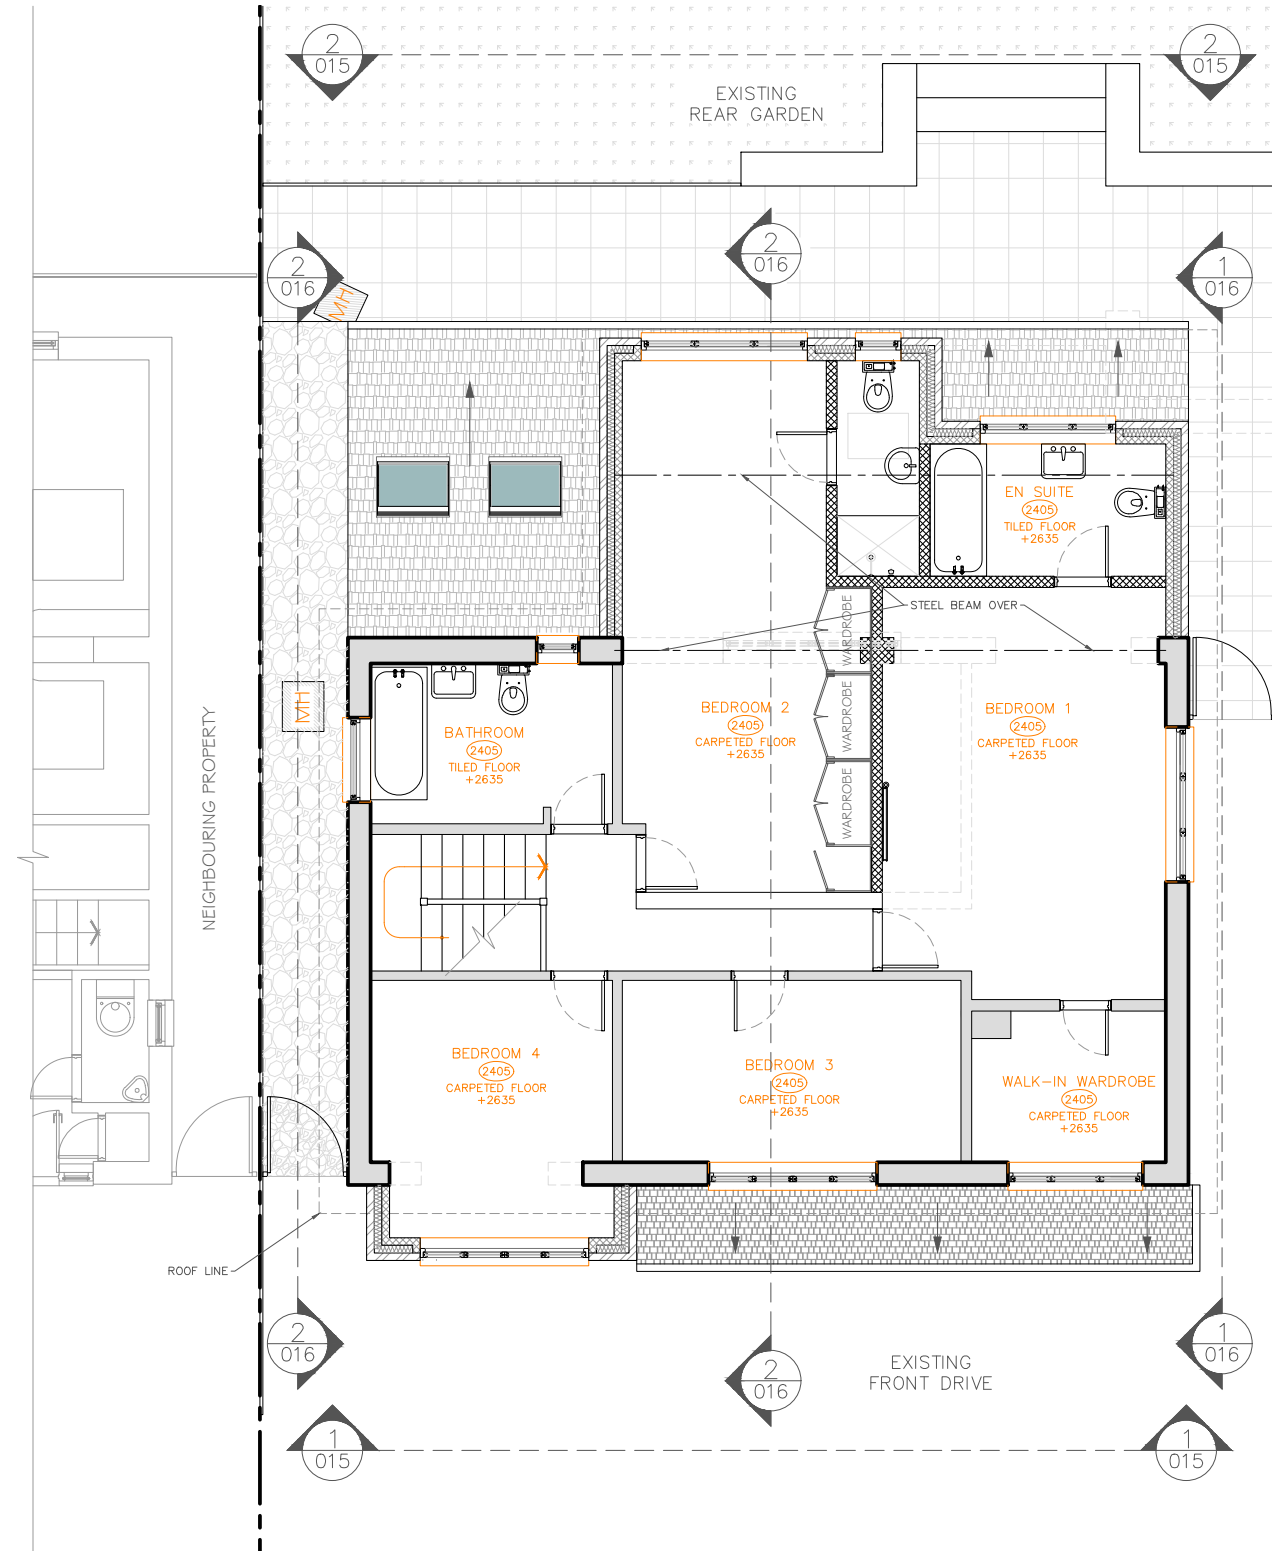 2
015
2
015
EXISTING
REAR GARDEN
2
016
2
016
1
016
MH
EN SUITE
2405
TILED FLOOR
+2635
WARDROBE
STEEL BEAM OVER
MH
NEIGHBOURING PROPERTY
BATHROOM
2405
TILED FLOOR
+2635
BEDROOM 2
2405
CARPETED FLOOR
+2635
WARDROBE
WARDROBE
BEDROOM 1
2405
CARPETED FLOOR
+2635
BEDROOM 4
2405
CARPETED FLOOR
+2635
BEDROOM 3
2405
CARPETED FLOOR
+2635
WALK-IN WARDROBE
2405
CARPETED FLOOR
+2635
ROOF LINE
2
016
2
016
1
016
EXISTING
FRONT DRIVE
1
015
1
015